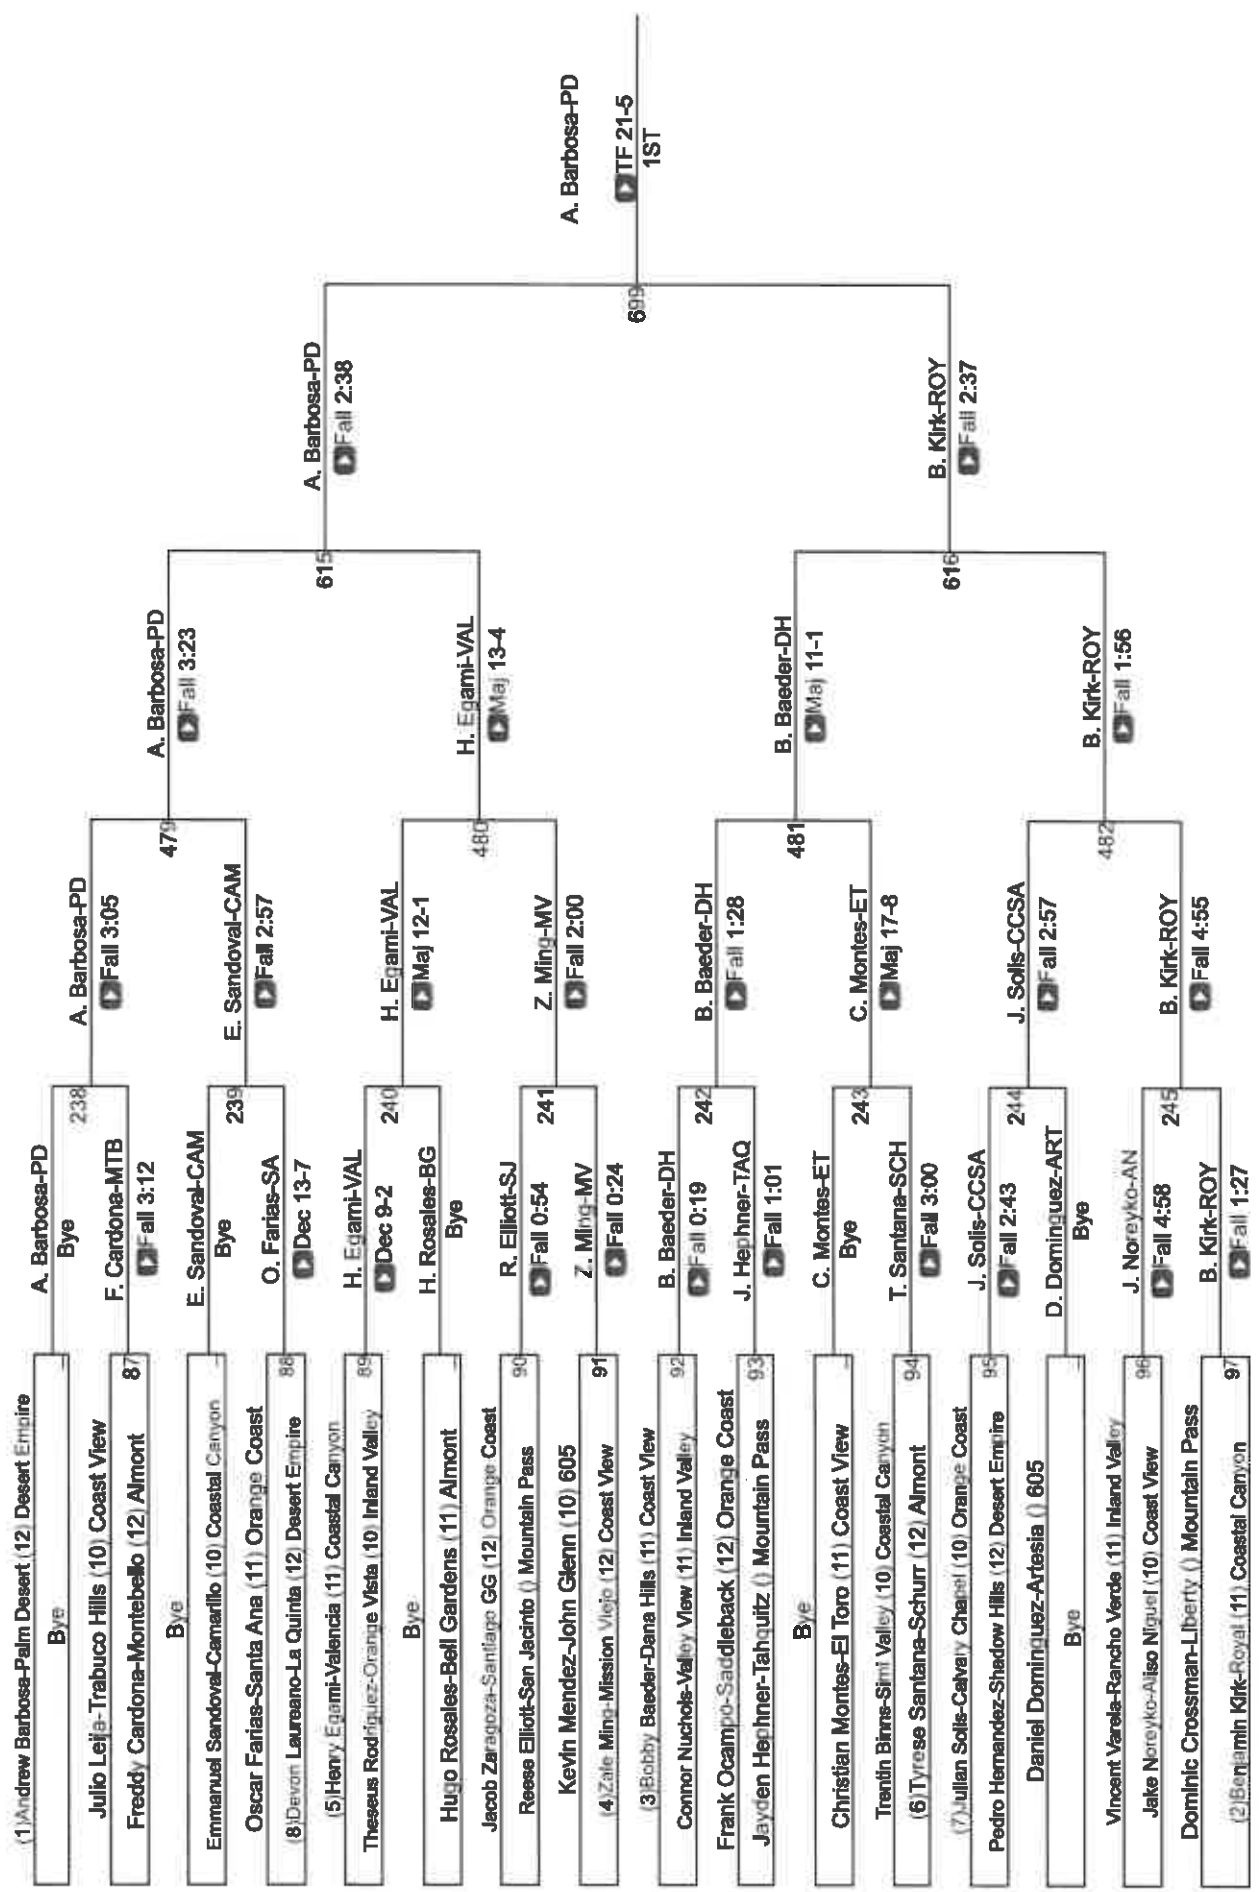 (1)Andrew Barbosa-Palm Desert (12) Desert Empire
Bye
Julio Leija-Trabuco Hills (10) Coast View
Freddy Cardona-Montebello (12) Almont
87
Bye
Emmanuel Sandoval-Camarillo (10) Coastal Canyon
Oscar Farias-Santa Ana (11) Orange Coast
(8)Devon Laureano-La Quinta (12) Desert Empire
88
(5)Henry Egami-Valencia (11) Coastal Canyon
Theseus Rodriguez-Orange Vista (10) Inland Valley
89
Bye
Hugo Rosales-Bell Gardens (11) Almont
Jacob Zaragoza-Santiago GG (12) Orange Coast
Reese Elliott-San Jacinto () Mountain Pass
90
Kevin Mendez-John Glenn (10) 605
(4)Zale Ming-Mission Viejo (12) Coast View
91
(3)Bobby Baeder-Dana Hills (11) Coast View
Connor Nuchols-Valley View (11) Inland Valley
92
Frank Ocampo-Saddleback (12) Orange Coast
Jayden Hephner-Tahquitz () Mountain Pass
93
Bye
Christian Montes-El Toro (11) Coast View
Trentin Binns-Simi Valley (10) Coastal Canyon
(6)Tyrese Santana-Schurr (12) Almont
94
(7)Julian Solis-Calvary Chapel (10) Orange Coast
Pedro Hernandez-Shadow Hills (12) Desert Empire
95
Daniel Dominquez-Artesia () 605
Bye
Vincent Varela-Rancho Verde (11) Inland Valley
Jake Noreyko-Aliso Niguel (10) Coast View
96
Dominic Crossman-Liberty () Mountain Pass
(2)Benjamin Kirk-Royal (11) Coastal Canyon
97
A. Barbosa-PD
Bye
238
F. Cardona-MTB
Fall 3:12
E. Sandoval-CAM
Bye
239
O. Farias-SA
Dec 13-7
H. Egami-VAL
Dec 9-2
240
H. Rosales-BG
Bye
R. Elliott-SJ
Fall 0:54
241
Z. Ming-MV
Fall 0:24
B. Baeder-DH
Fall 0:19
242
J. Hephner-TAQ
Fall 1:01
C. Montes-ET
Bye
243
T. Santana-SCH
Fall 3:00
J. Solis-CCSA
Fall 2:43
244
D. Dominguez-ART
Bye
J. Noreyko-AN
Fall 4:58
245
B. Kirk-ROY
Fall 1:27
A. Barbosa-PD
Fall 3:05
479
E. Sandoval-CAM
Fall 2:57
H. Egami-VAL
Maj 12-1
480
Z. Ming-MV
Fall 2:00
B. Baeder-DH
Fall 1:28
481
C. Montes-ET
Maj 17-8
J. Solis-CCSA
Fall 2:57
482
B. Kirk-ROY
Fall 4:55
A. Barbosa-PD
Fall 3:23
615
H. Egami-VAL
Maj 13-4
B. Baeder-DH
Maj 11-1
616
B. Kirk-ROY
Fall 1:56
A. Barbosa-PD
Fall 2:38
699
B. Kirk-ROY
Fall 2:37
A. Barbosa-PD
TF 21-5
1ST